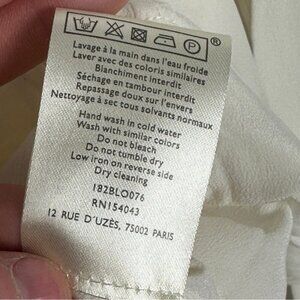 P ®
Lavage à la main dans l'eau froide
Laver avec des coloris similaires
Blanchiment interdit
Séchage en tambour interdit
Repassage doux sur l'envers
Nettoyage à sec tous solvants normaux
Hand wash in cold water
Wash with similar colors
Do not bleach
Do not tumble dry
Low iron on reverse side
Dry cleaning
182BLO076
RN154043
12 RUE D'UZÈS, 75002 PARIS